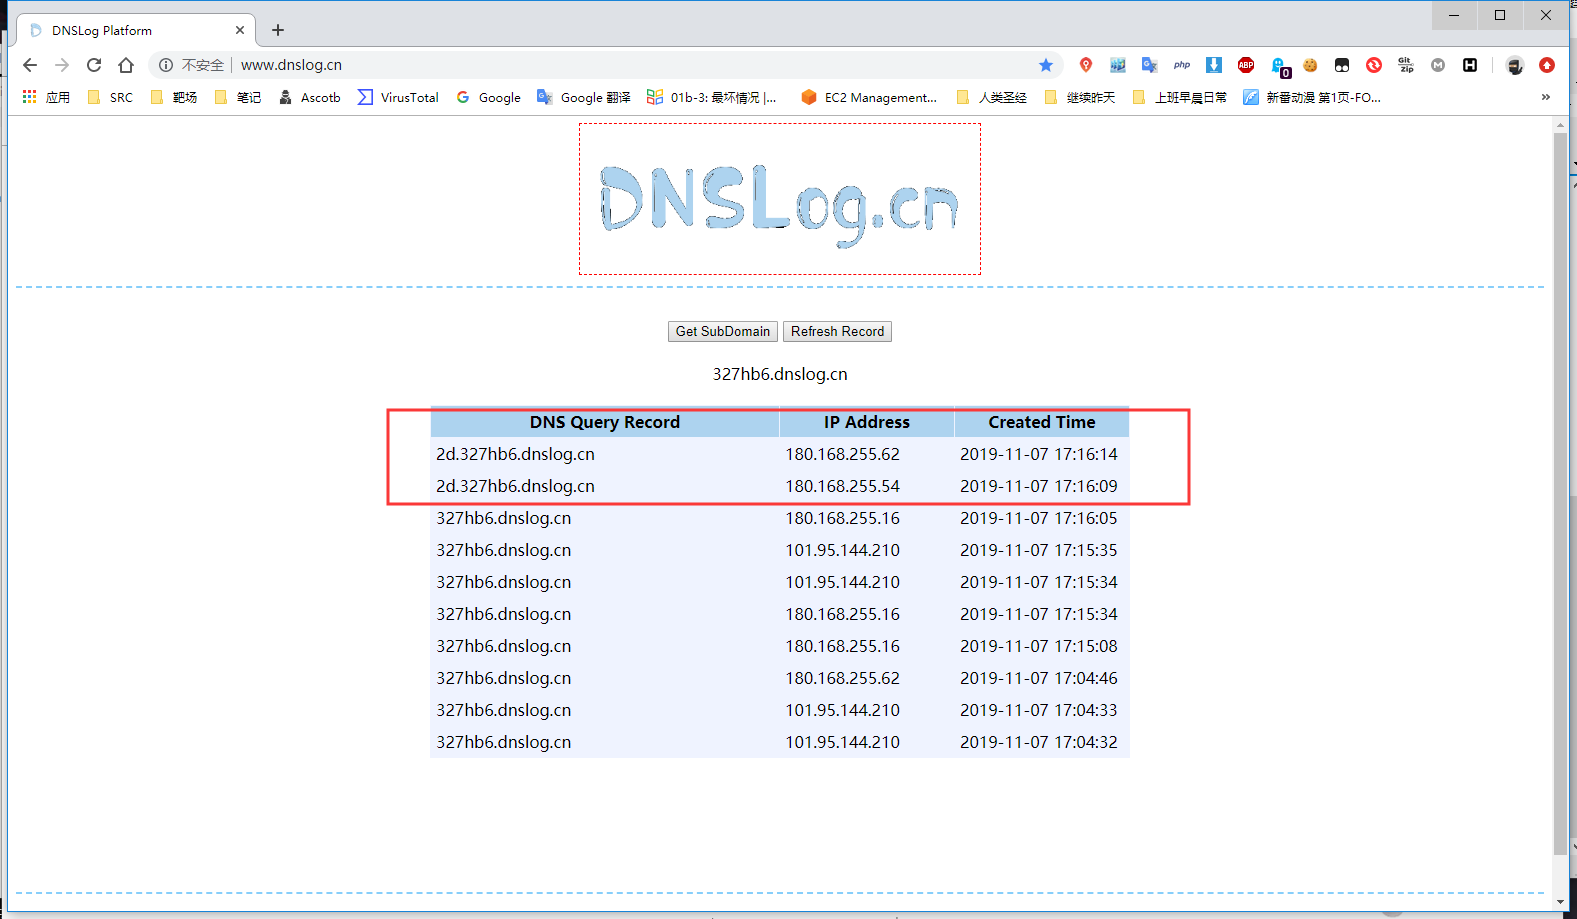 DNSLog Platform
不安全 www.dnslog.cn
php ABP 0 Git Zip M H
应用 SRC 靶场 笔记 Ascotb VirusTotal Google Google 翻译 01b-3: 最坏情况 |... EC2 Management... 人类圣经 继续昨天 上班早晨日常 新番动漫 第1页-FO... »
DNSLog.cn
Get SubDomain Refresh Record
327hb6.dnslog.cn
DNS Query Record IP Address Created Time
2d.327hb6.dnslog.cn 180.168.255.62 2019-11-07 17:16:14
2d.327hb6.dnslog.cn 180.168.255.54 2019-11-07 17:16:09
327hb6.dnslog.cn 180.168.255.16 2019-11-07 17:16:05
327hb6.dnslog.cn 101.95.144.210 2019-11-07 17:15:35
327hb6.dnslog.cn 101.95.144.210 2019-11-07 17:15:34
327hb6.dnslog.cn 180.168.255.16 2019-11-07 17:15:34
327hb6.dnslog.cn 180.168.255.16 2019-11-07 17:15:08
327hb6.dnslog.cn 180.168.255.62 2019-11-07 17:04:46
327hb6.dnslog.cn 101.95.144.210 2019-11-07 17:04:33
327hb6.dnslog.cn 101.95.144.210 2019-11-07 17:04:32